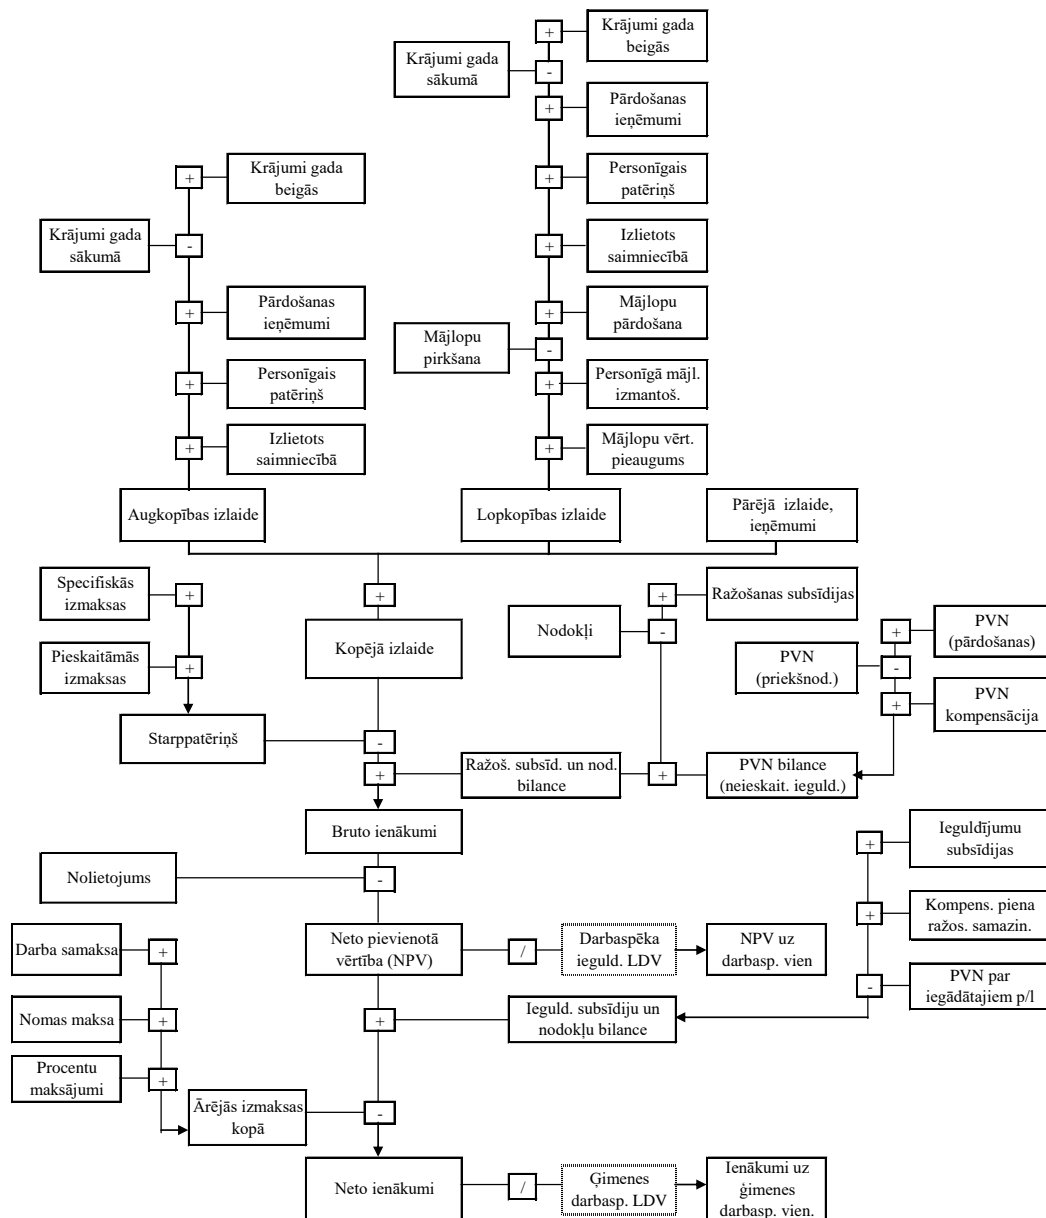 +
Krājumi gada
beigās
Krājumi gada
sākumā
-
+
Pārdošanas
ieņēmumi
+
Krājumi gada
beigās
+
Personīgais
patēriņš
Krājumi gada
sākumā
-
+
Izlietots
saimniecībā
+
Pārdošanas
ieņēmumi
+
Mājlopu
pārdošana
Mājlopu
pirkšana
-
+
Personīgais
patēriņš
+
Personīgā mājl.
izmantoš.
+
Izlietots
saimniecībā
+
Mājlopu vērt.
pieaugums
Augkopības izlaide
Lopkopības izlaide
Pārējā izlaide,
ieņēmumi
Specifiskās
izmaksas
+
+
+
Ražošanas subsīdijas
Nodokļi
-
+
PVN
(pārdošanas)
Pieskaitāmās
izmaksas
+
Kopējā izlaide
PVN
(priekšnod.)
-
+
PVN
kompensācija
Starppatēriņš
-
+
Ražoš. subsīd. un nod.
bilance
+
PVN bilance
(neieskait. ieguld.)
Bruto ienākumi
+
Ieguldījumu
subsīdijas
Nolietojums
-
+
Kompens. piena
ražos. samazin.
Darba samaksa
+
Neto pievienotā
vērtība (NPV)
/
Darbaspēka
ieguld. LDV
NPV uz
darbasp. vien
-
PVN par
iegādātajiem p/l
Nomas maksa
+
+
Ieguld. subsīdiju un
nodokļu bilance
Procentu
maksājumi
+
Ārējās izmaksas
kopā
-
Neto ienākumi
/
Ģimenes
darbasp. LDV
Ienākumi uz
ģimenes
darbasp. vien.